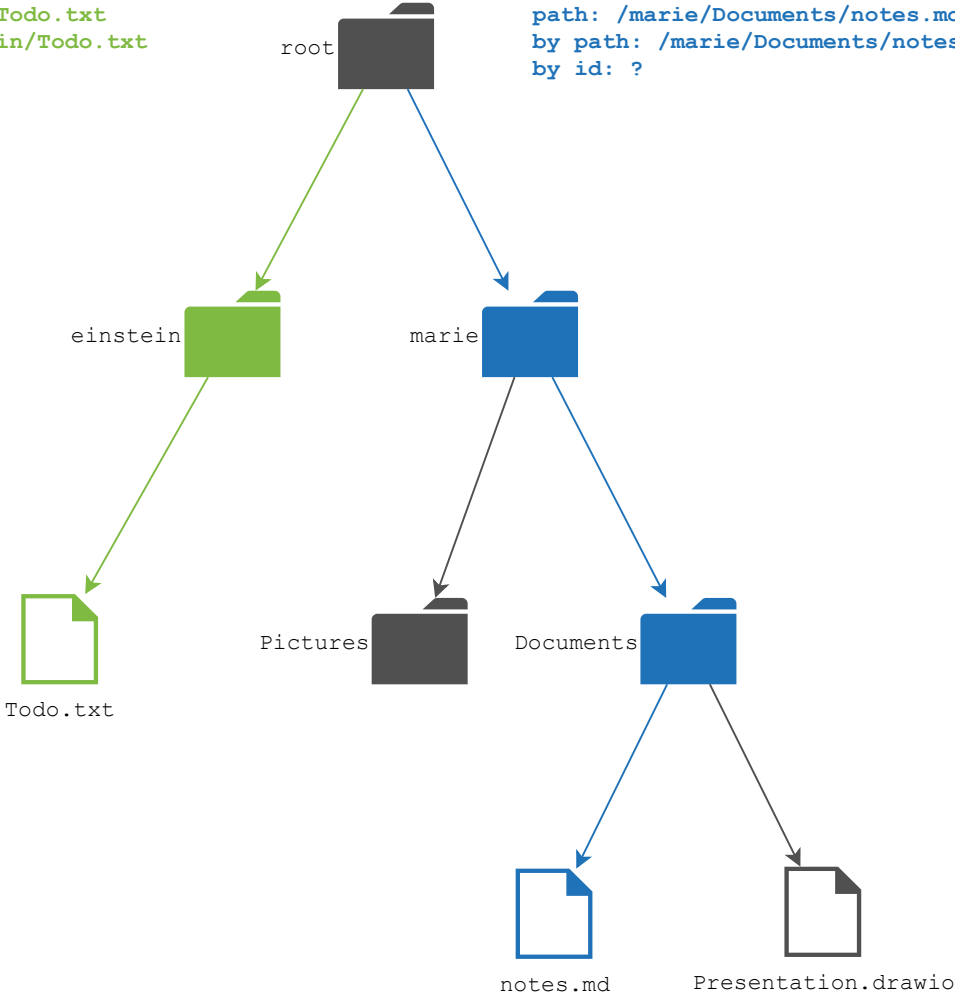 Todo.txt
in/Todo.txt
path: /marie/Documents/notes.md
by path: /marie/Documents/notes
by id: ?
root
einstein
marie
Pictures
Documents
Todo.txt
notes.md
Presentation.drawio